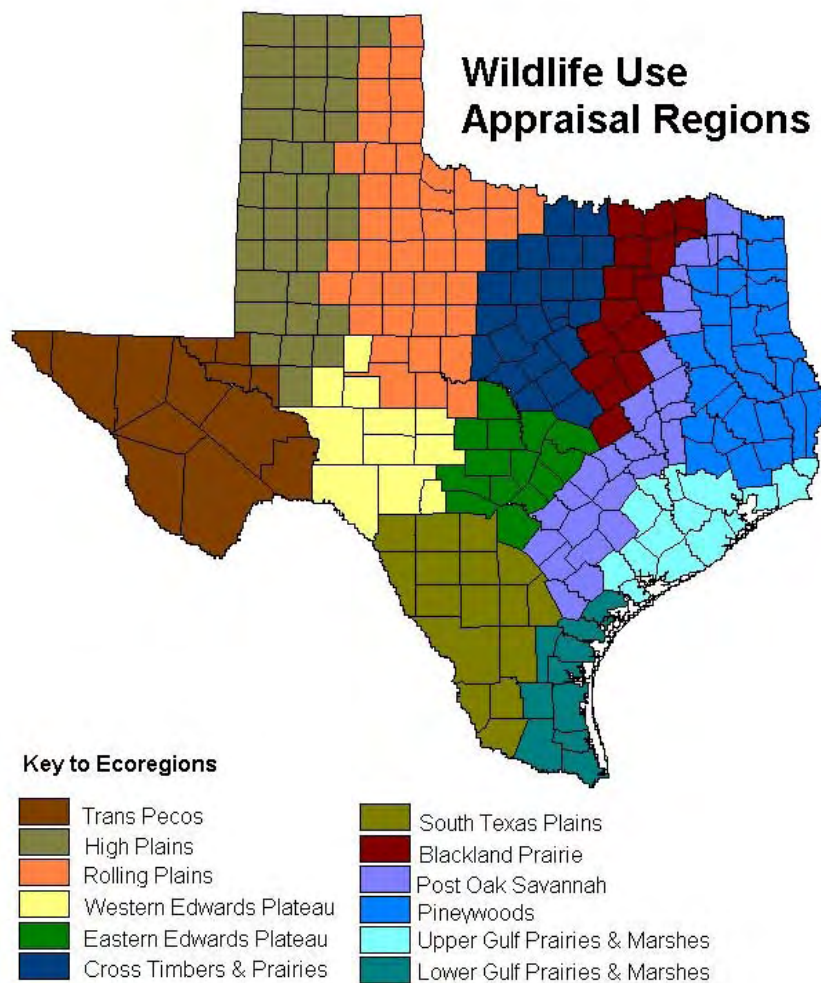 Wildlife Use
Appraisal Regions
Key to Ecoregions
Trans Pecos
High Plains
Rolling Plains
Western Edwards Plateau
Eastern Edwards Plateau
Cross Timbers & Prairies
South Texas Plains
Blackland Prairie
Post Oak Savannah
Pineywoods
Upper Gulf Prairies & Marshes
Lower Gulf Prairies & Marshes